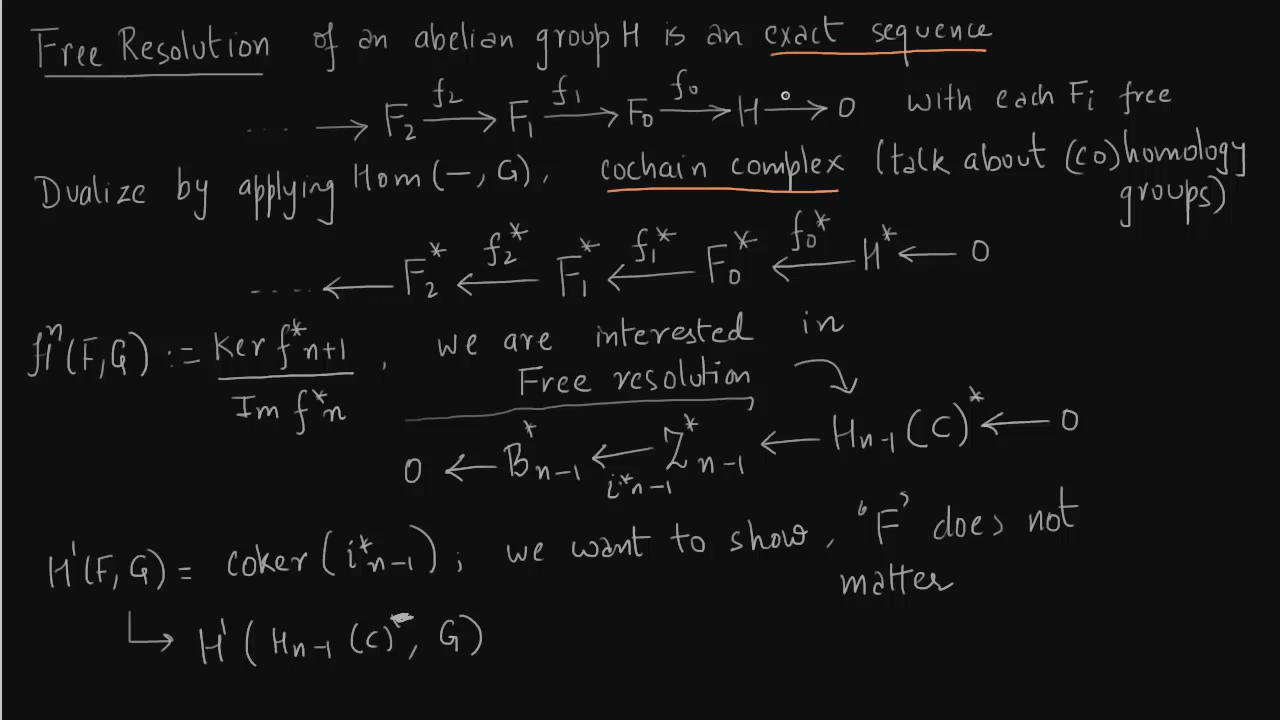 Free Resolution of an abelian group H is an exact sequence
.... → F₂ —f₂→ F₁ —f₁→ F₀ —f₀→ H —0→ 0 with each Fi free
Dualize by applying Hom(−, G), cochain complex (talk about (co)homology groups)
.... ← F₂* ←f₂*— F₁* ←f₁*— F₀* ←f₀*— H* ← 0
Hⁿ(F, G) := Ker f*n+1 / Im f*n , we are interested in
Free resolution
0 ← B*n−1 ←i*n−1— Z*n−1 ← Hn−1(C)* ← 0
H¹(F, G) = coker(i*n−1); we want to show, 'F' does not matter
↳ H¹(Hn−1(C), G)